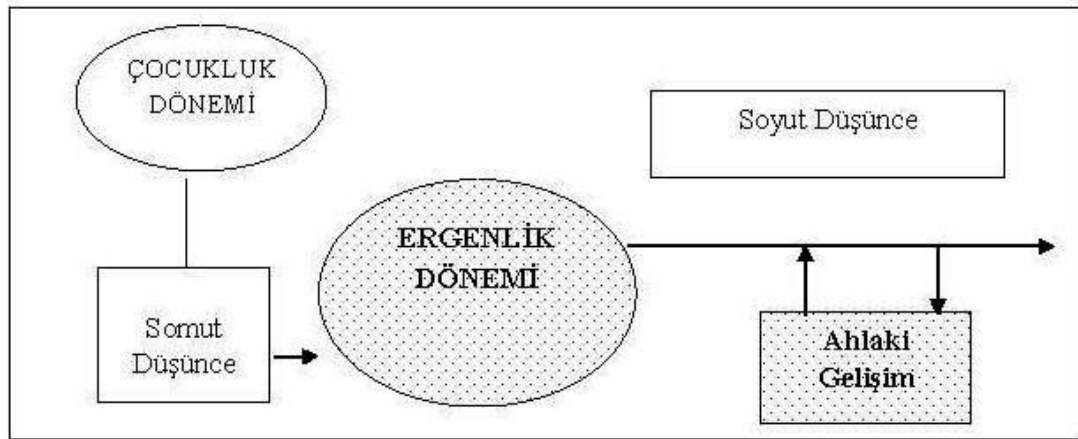 ÇOCUKLUK
DÖNEMİ
Somut
Düşünce
ERGENLİK
DÖNEMİ
Soyut Düşünce
Ahlaki
Gelişim